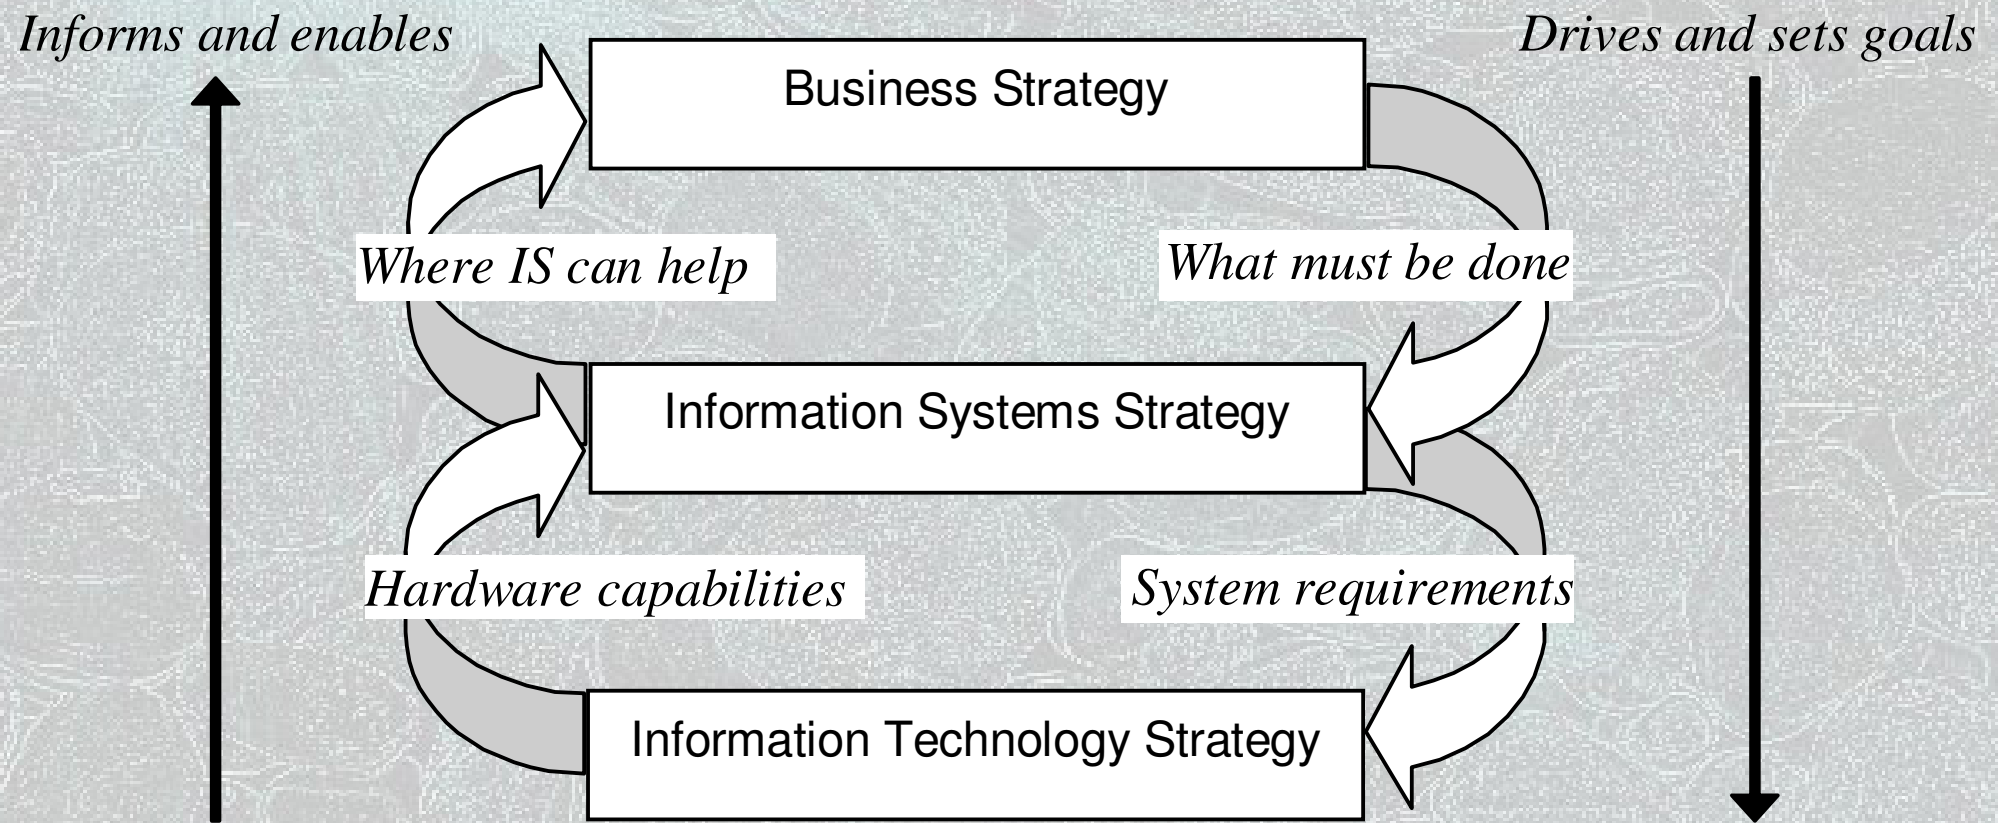 Informs and enables
Drives and sets goals
Business Strategy
Where IS can help
What must be done
Information Systems Strategy
Hardware capabilities
System requirements
Information Technology Strategy